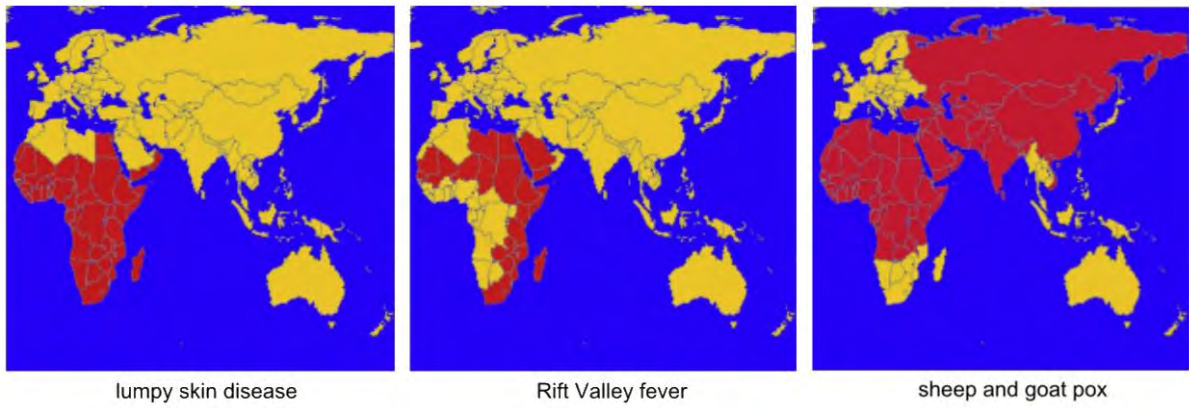 lumpy skin disease
Rift Valley fever
sheep and goat pox